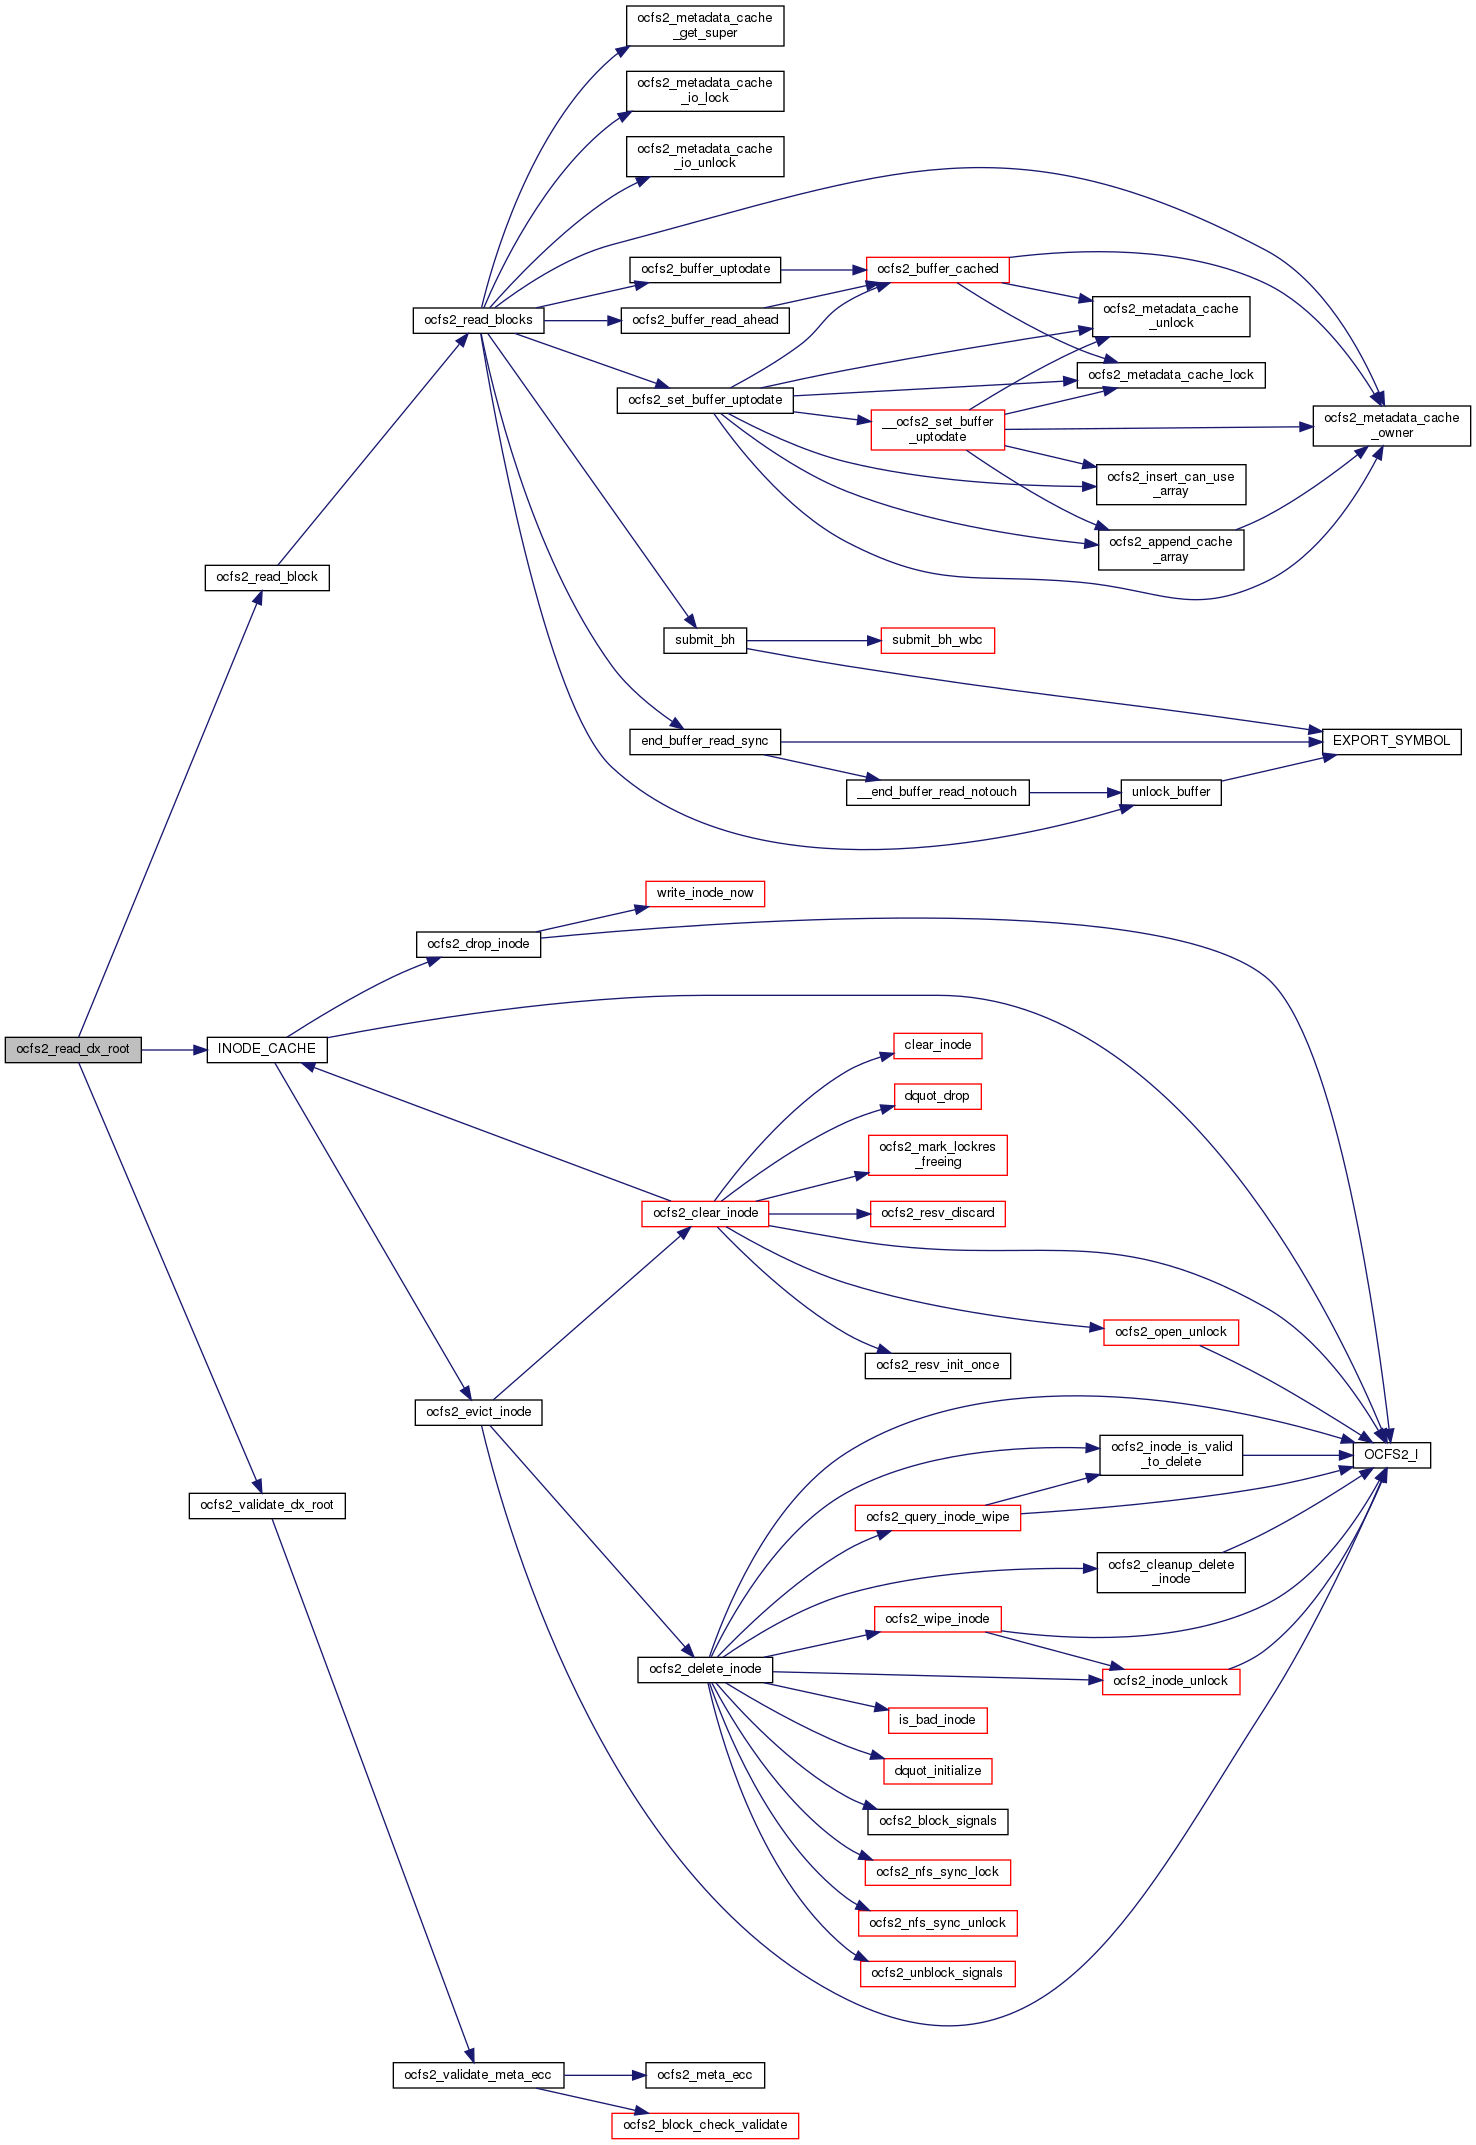 ocfs2_metadata_cache
_get_super
ocfs2_metadata_cache
_io_lock
ocfs2_metadata_cache
_io_unlock
ocfs2_buffer_uptodate
ocfs2_buffer_cached
ocfs2_metadata_cache
_unlock
ocfs2_read_blocks
ocfs2_buffer_read_ahead
ocfs2_metadata_cache_lock
ocfs2_set_buffer_uptodate
__ocfs2_set_buffer
_uptodate
ocfs2_metadata_cache
_owner
ocfs2_insert_can_use
_array
ocfs2_append_cache
_array
ocfs2_read_block
submit_bh
submit_bh_wbc
end_buffer_read_sync
EXPORT_SYMBOL
__end_buffer_read_notouch
unlock_buffer
write_inode_now
ocfs2_drop_inode
ocfs2_read_dx_root
INODE_CACHE
clear_inode
dquot_drop
ocfs2_mark_lockres
_freeing
ocfs2_clear_inode
ocfs2_resv_discard
ocfs2_open_unlock
ocfs2_resv_init_once
ocfs2_evict_inode
ocfs2_inode_is_valid
_to_delete
OCFS2_I
ocfs2_validate_dx_root
ocfs2_query_inode_wipe
ocfs2_cleanup_delete
_inode
ocfs2_wipe_inode
ocfs2_delete_inode
ocfs2_inode_unlock
is_bad_inode
dquot_initialize
ocfs2_block_signals
ocfs2_nfs_sync_lock
ocfs2_nfs_sync_unlock
ocfs2_unblock_signals
ocfs2_validate_meta_ecc
ocfs2_meta_ecc
ocfs2_block_check_validate